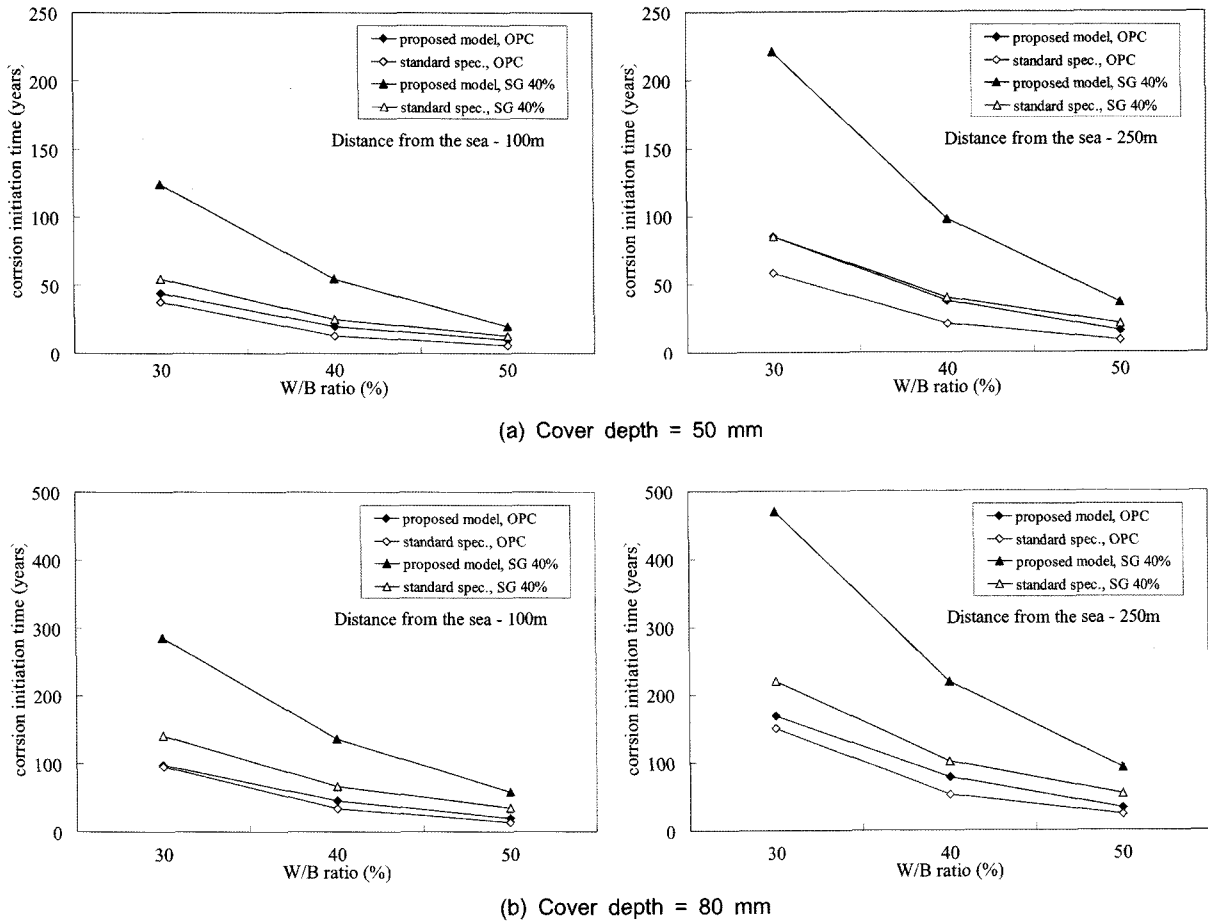 250
200
150
100
50
0
corrsion initiation time (years)
proposed model, OPC
standard spec., OPC
proposed model, SG 40%
standard spec., SG 40%
Distance from the sea - 100m
30 40 50
W/B ratio (%)
250
200
150
100
50
0
corrsion initiation time (years)
proposed model, OPC
standard spec., OPC
proposed model, SG 40%
standard spec., SG 40%
Distance from the sea - 250m
30 40 50
W/B ratio (%)
(a) Cover depth = 50 mm
500
400
300
200
100
0
corrsion initiation time (years)
proposed model, OPC
standard spec., OPC
proposed model, SG 40%
standard spec., SG 40%
Distance from the sea - 100m
30 40 50
W/B ratio (%)
500
400
300
200
100
0
corrsion initiation time (years)
proposed model, OPC
standard spec., OPC
proposed model, SG 40%
standard spec., SG 40%
Distance from the sea - 250m
30 40 50
W/B ratio (%)
(b) Cover depth = 80 mm